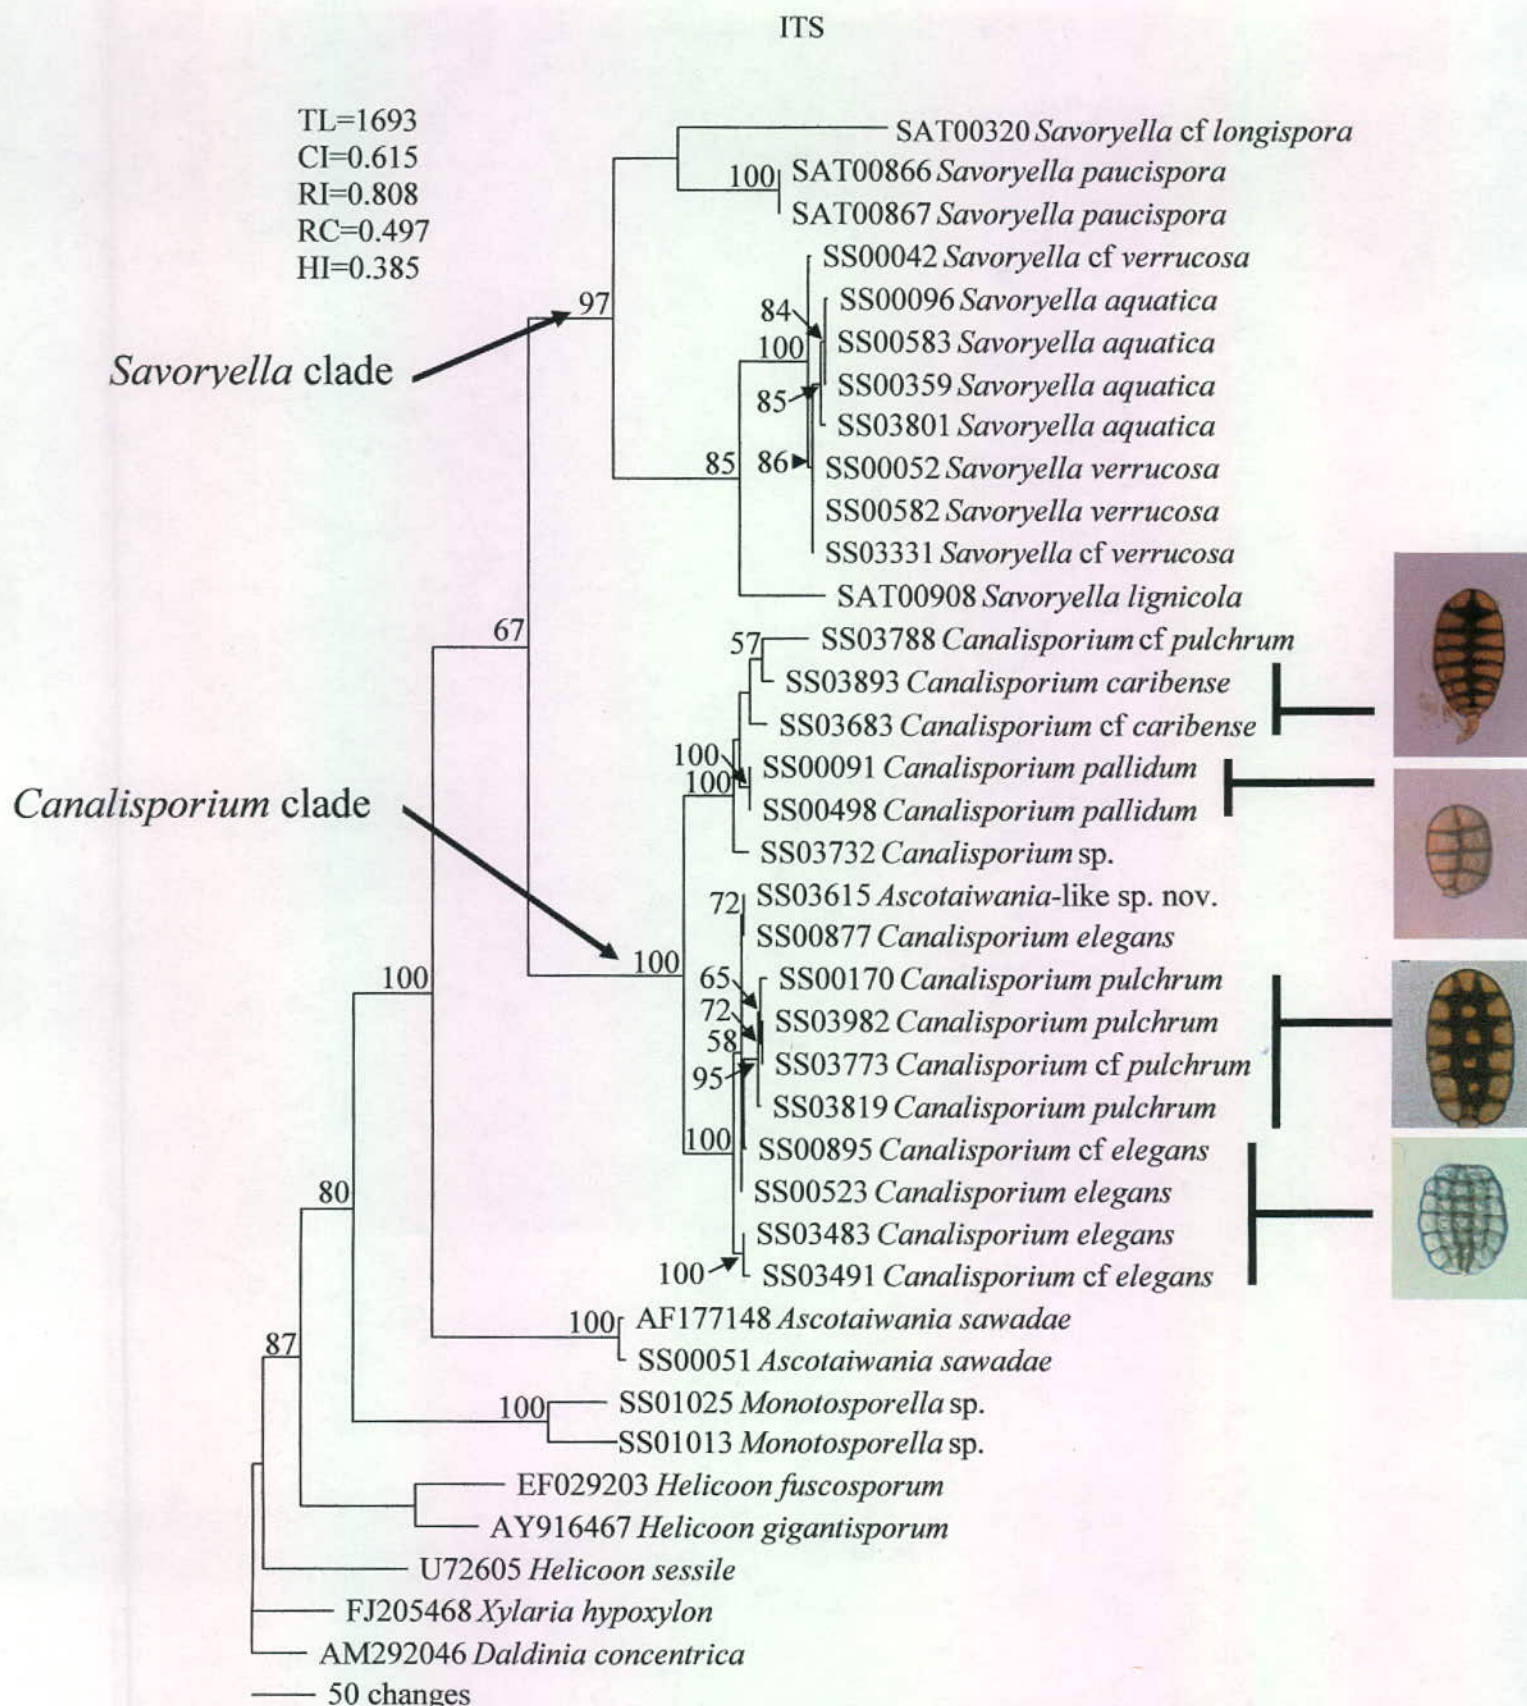 ITS
TL=1693
CI=0.615
RI=0.808
RC=0.497
HI=0.385
SAT00320 Savoryella cf longispora
100 SAT00866 Savoryella paucispora
SAT00867 Savoryella paucispora
SS00042 Savoryella cf verrucosa
97
84 SS00096 Savoryella aquatica
100 SS00583 Savoryella aquatica
Savoryella clade
85 SS00359 Savoryella aquatica
SS03801 Savoryella aquatica
85 86 SS00052 Savoryella verrucosa
SS00582 Savoryella verrucosa
SS03331 Savoryella cf verrucosa
SAT00908 Savoryella lignicola
67
57 SS03788 Canalisporium cf pulchrum
SS03893 Canalisporium caribense
SS03683 Canalisporium cf caribense
100
100 SS00091 Canalisporium pallidum
Canalisporium clade
SS00498 Canalisporium pallidum
SS03732 Canalisporium sp.
72 SS03615 Ascotaiwania-like sp. nov.
SS00877 Canalisporium elegans
100 100
65 SS00170 Canalisporium pulchrum
72 SS03982 Canalisporium pulchrum
58
95 SS03773 Canalisporium cf pulchrum
SS03819 Canalisporium pulchrum
100 SS00895 Canalisporium cf elegans
80 SS00523 Canalisporium elegans
SS03483 Canalisporium elegans
100 SS03491 Canalisporium cf elegans
100 AF177148 Ascotaiwania sawadae
87 SS00051 Ascotaiwania sawadae
100 SS01025 Monotosporella sp.
SS01013 Monotosporella sp.
EF029203 Helicoon fuscosporum
AY916467 Helicoon gigantisporum
U72605 Helicoon sessile
FJ205468 Xylaria hypoxylon
AM292046 Daldinia concentrica
50 changes